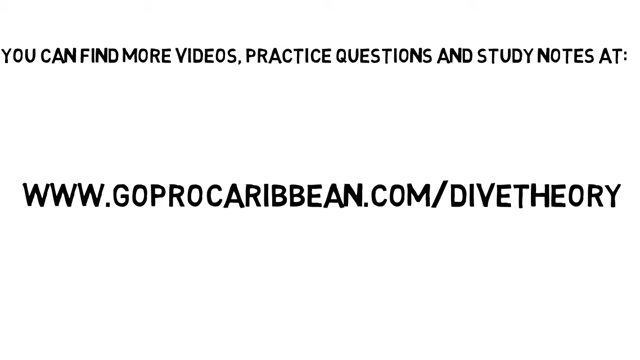 YOU CAN FIND MORE VIDEOS, PRACTICE QUESTIONS AND STUDY NOTES AT:
WWW.GOPROCARIBBEAN.COM/DIVETHEORY